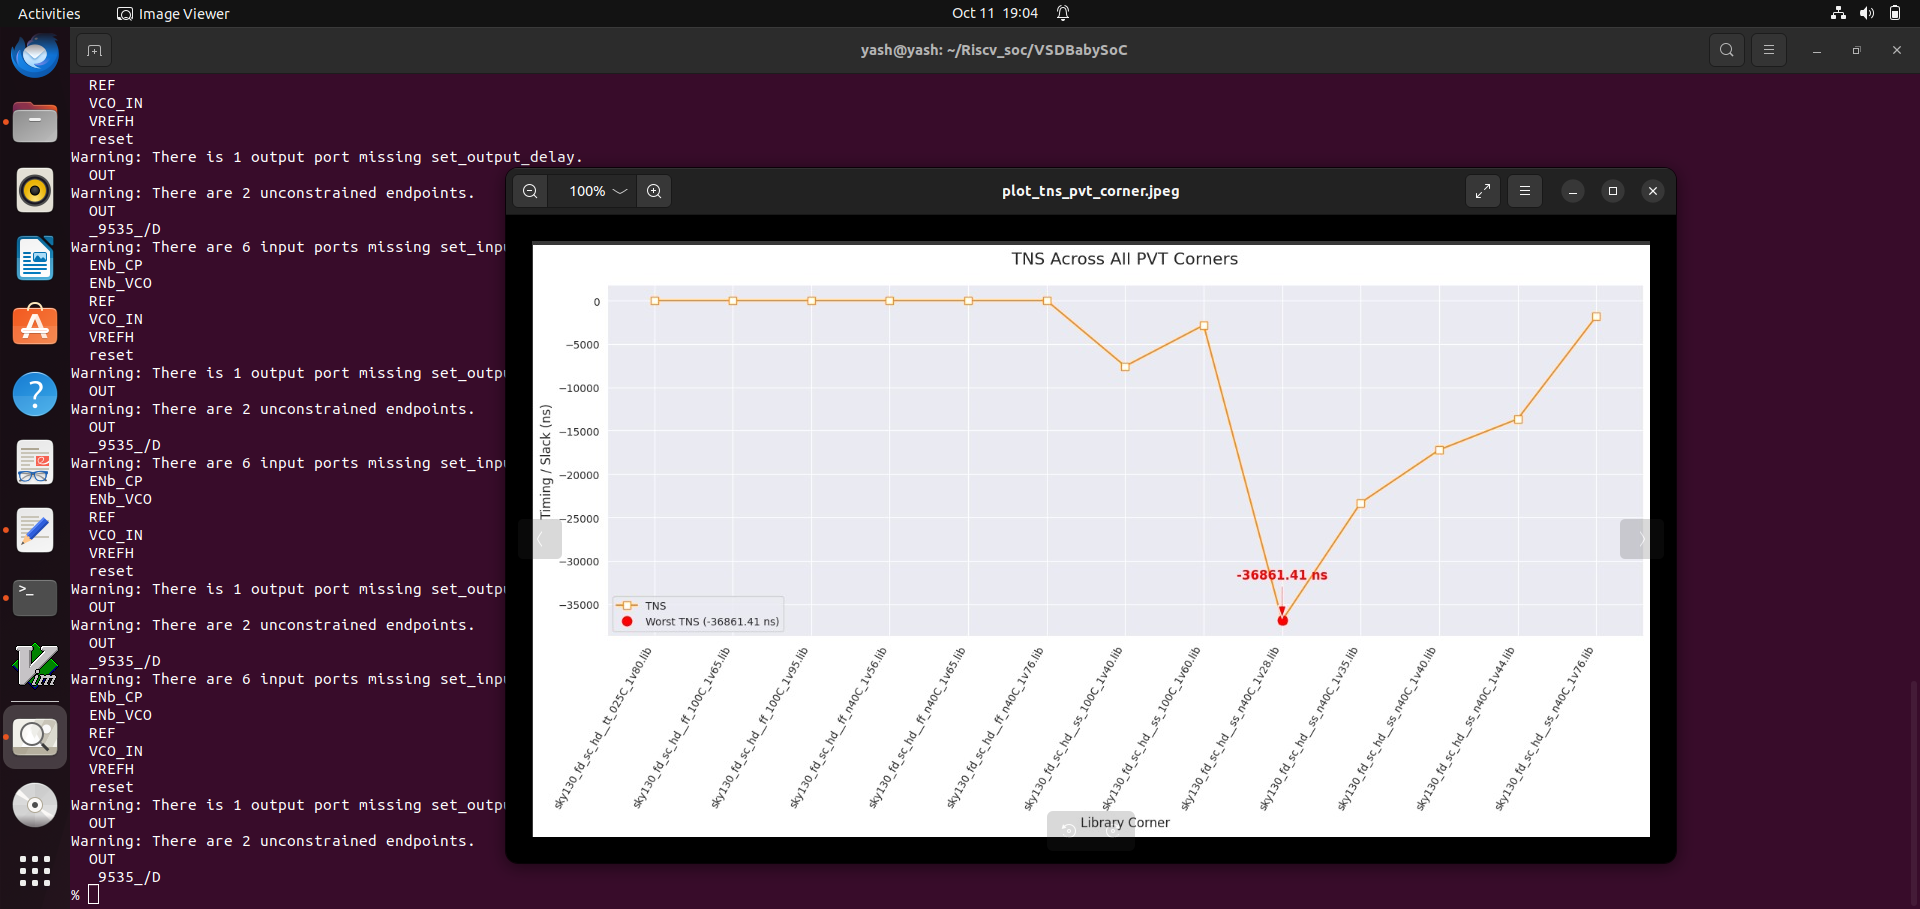 Activities
Image Viewer
Oct 11 19:04
yash@yash: ~/Riscv_soc/VSDBabySoC
REF
VCO_IN
VREFH
reset
Warning: There is 1 output port missing set_output_delay.
OUT
Warning: There are 2 unconstrained endpoints.
OUT
_9535_/D
Warning: There are 6 input ports missing set_inpu
ENb_CP
ENb_VCO
REF
VCO_IN
VREFH
reset
Warning: There is 1 output port missing set_outpu
OUT
Warning: There are 2 unconstrained endpoints.
OUT
_9535_/D
Warning: There are 6 input ports missing set_inpu
ENb_CP
ENb_VCO
REF
VCO_IN
VREFH
reset
Warning: There is 1 output port missing set_outpu
OUT
Warning: There are 2 unconstrained endpoints.
OUT
_9535_/D
Warning: There are 6 input ports missing set_inpu
ENb_CP
ENb_VCO
REF
VCO_IN
VREFH
reset
Warning: There is 1 output port missing set_outpu
OUT
Warning: There are 2 unconstrained endpoints.
OUT
_9535_/D
%
100%
plot_tns_pvt_corner.jpeg
TNS Across All PVT Corners
Timing / Slack (ns)
0
−5000
−10000
−15000
−20000
−25000
−30000
−35000
-36861.41 ns
TNS
Worst TNS (-36861.41 ns)
sky130_fd_sc_hd__tt_025C_1v80.lib
sky130_fd_sc_hd__ff_100C_1v65.lib
sky130_fd_sc_hd__ff_100C_1v95.lib
sky130_fd_sc_hd__ff_n40C_1v56.lib
sky130_fd_sc_hd__ff_n40C_1v65.lib
sky130_fd_sc_hd__ff_n40C_1v76.lib
sky130_fd_sc_hd__ss_100C_1v40.lib
sky130_fd_sc_hd__ss_100C_1v60.lib
sky130_fd_sc_hd__ss_n40C_1v28.lib
sky130_fd_sc_hd__ss_n40C_1v35.lib
sky130_fd_sc_hd__ss_n40C_1v40.lib
sky130_fd_sc_hd__ss_n40C_1v44.lib
sky130_fd_sc_hd__ss_n40C_1v76.lib
Library Corner